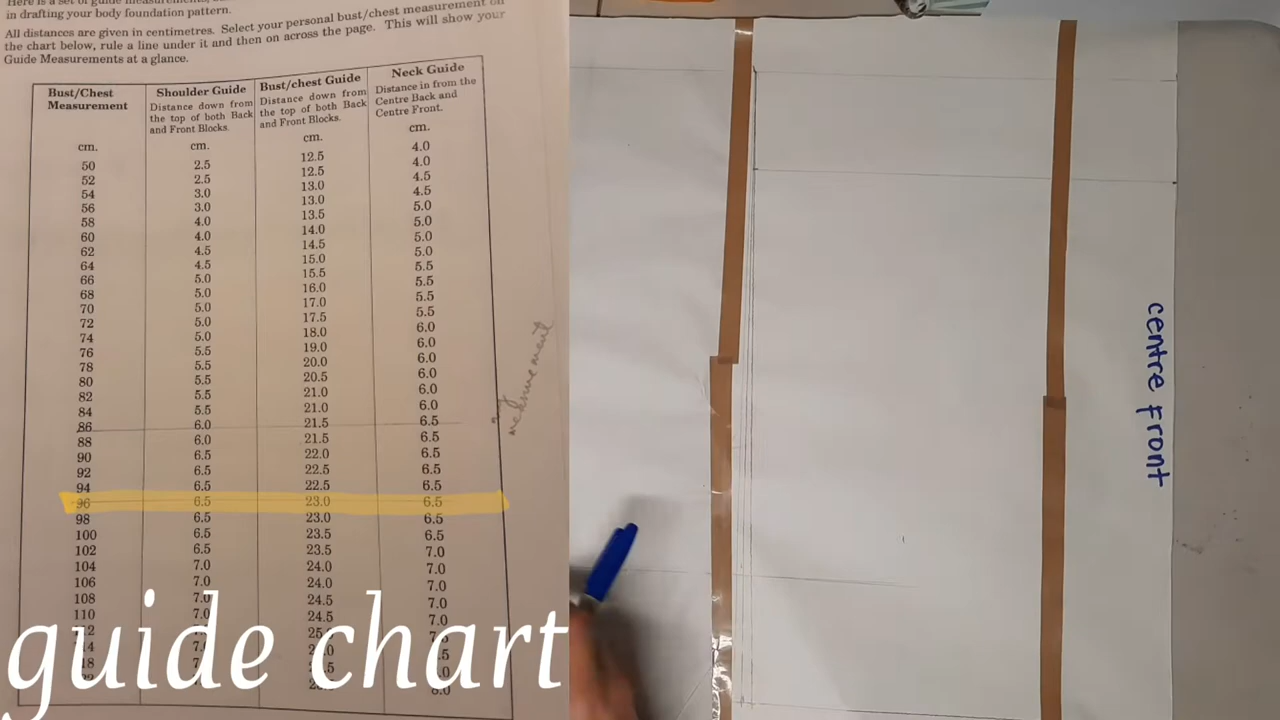 Here is a set of guide
in drafting your body foundation pattern.
All distances are given in centimetres. Select your personal bust/chest measurement on
the chart below, rule a line under it and then on across the page. This will show your
Guide Measurements at a glance.
Bust/Chest Measurement
Shoulder Guide
Distance down from
the top of both Back
and Front Blocks.
Bust/chest Guide
Distance down from
the top of both Back
and Front Blocks.
Neck Guide
Distance in from the
Centre Back and
Centre Front.
cm. cm. cm. cm.
50 2.5 12.5 4.0
52 2.5 12.5 4.0
54 3.0 13.0 4.5
56 3.0 13.0 4.5
58 4.0 13.5 5.0
60 4.0 14.0 5.0
62 4.5 14.5 5.0
64 4.5 15.0 5.0
66 5.0 15.5 5.5
68 5.0 16.0 5.5
70 5.0 17.0 5.5
72 5.0 17.5 5.5
74 5.0 18.0 6.0
76 5.5 19.0 6.0
78 5.5 20.0 6.0
80 5.5 20.5 6.0
82 5.5 21.0 6.0
84 5.5 21.0 6.0
86 6.0 21.5 6.5
88 6.0 21.5 6.5
90 6.5 22.0 6.5
92 6.5 22.5 6.5
94 6.5 22.5 6.5
96 6.5 23.0 6.5
98 6.5 23.0 6.5
100 6.5 23.5 6.5
102 6.5 23.5 7.0
104 7.0 24.0 7.0
106 7.0 24.0 7.0
108 7.0 24.5 7.0
110 7.0 24.5 7.0
my
measurement
guide chart
centre front